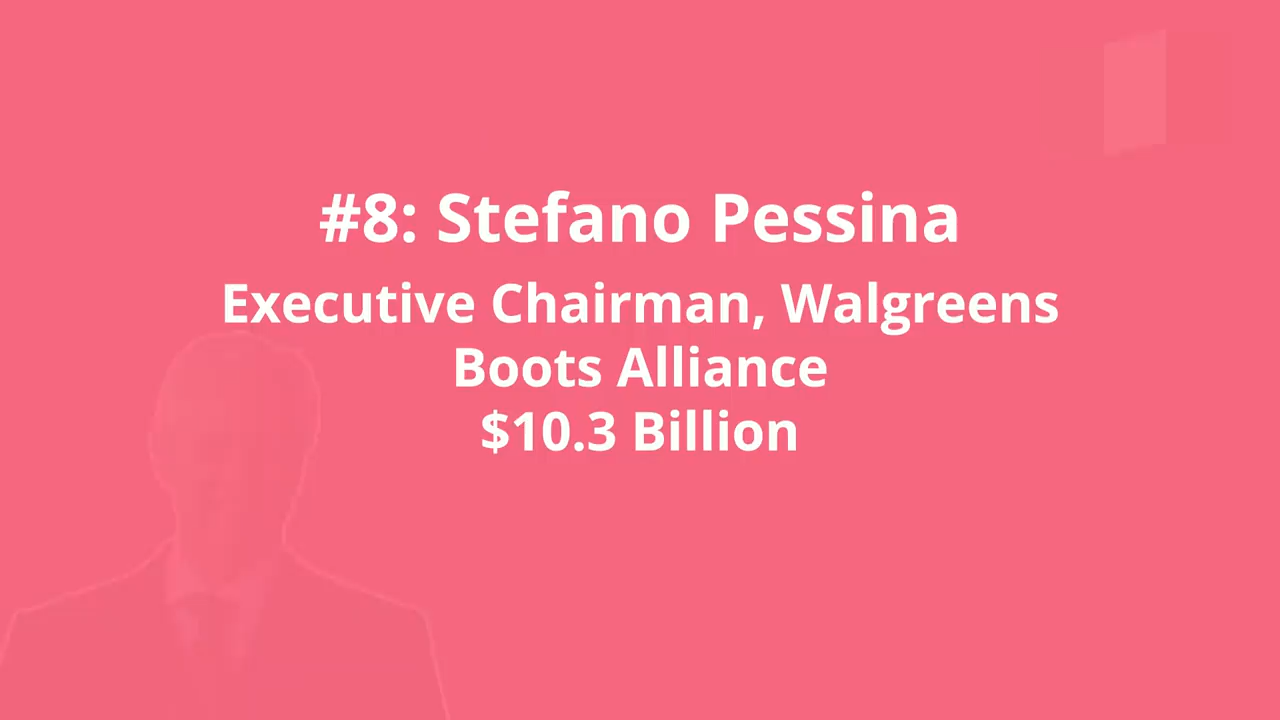 #8: Stefano Pessina
Executive Chairman, Walgreens
Boots Alliance
$10.3 Billion